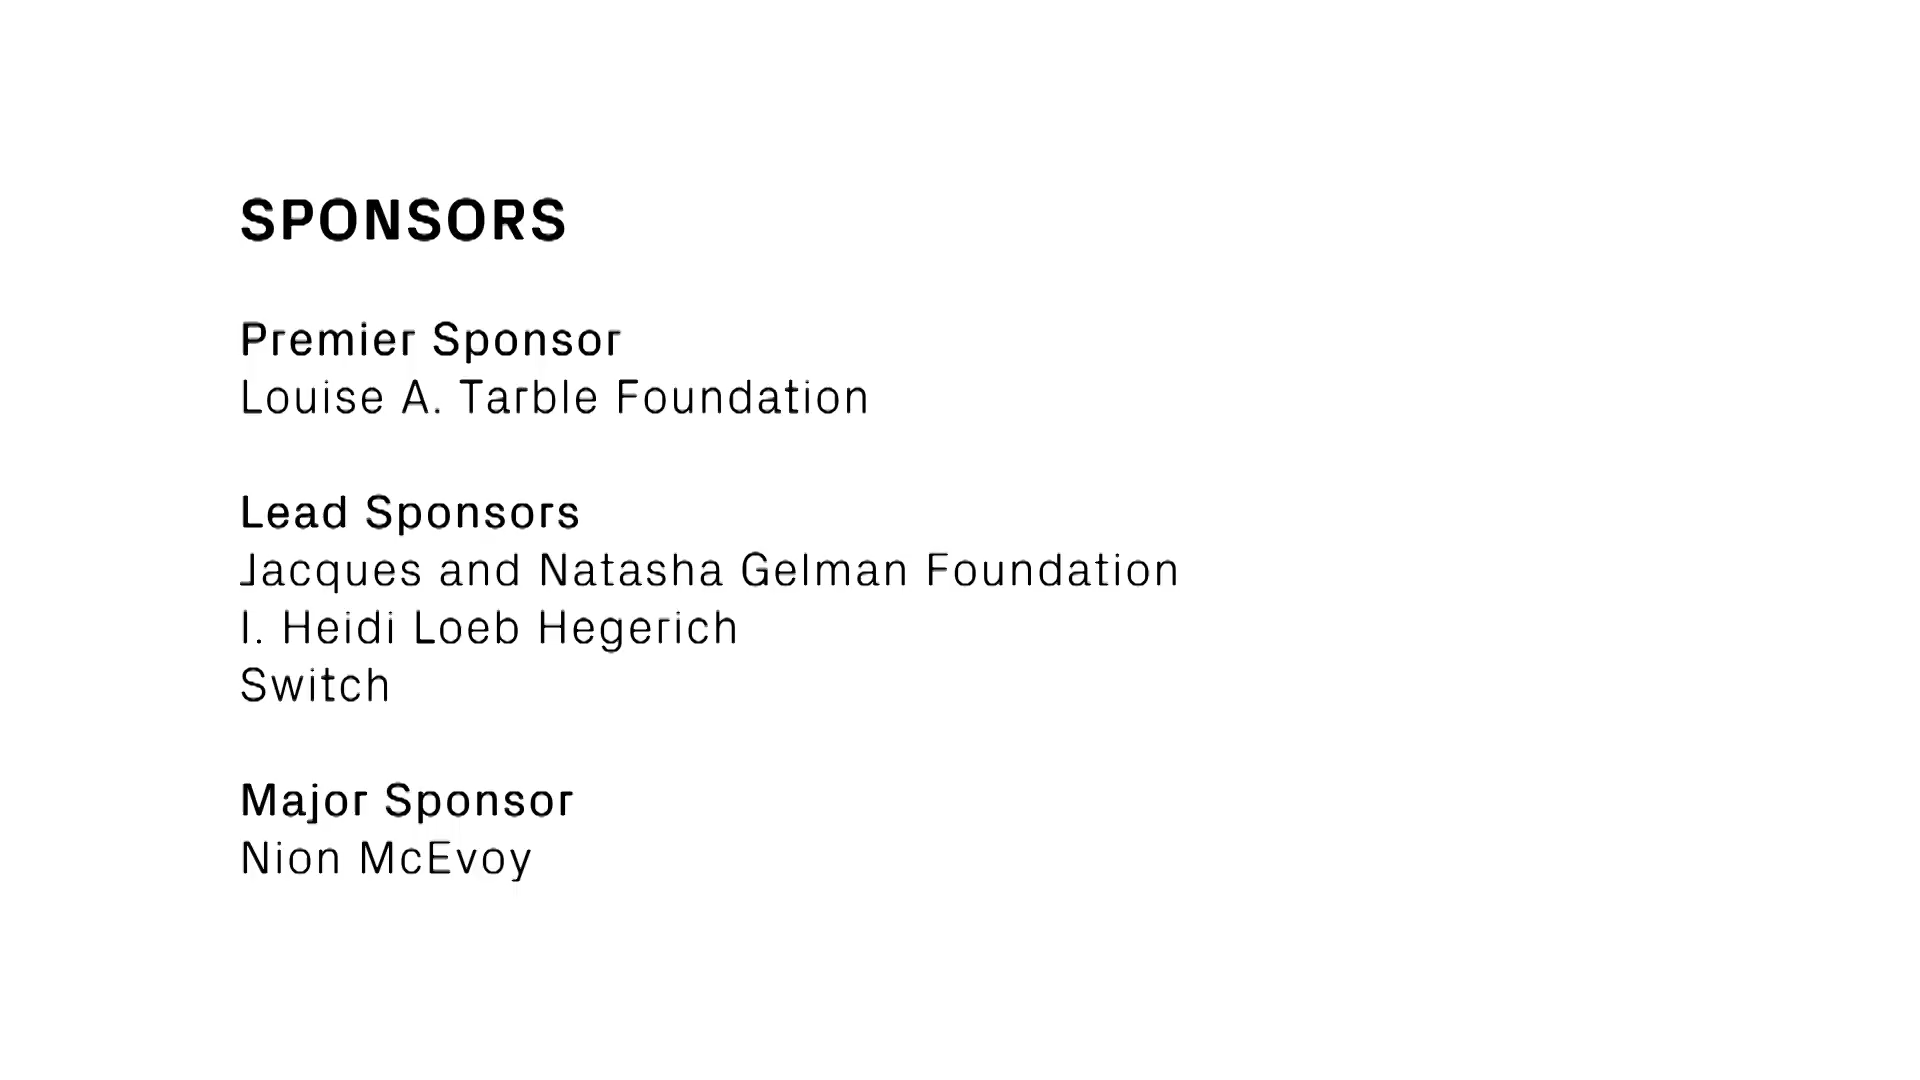 SPONSORS
Premier Sponsor
Louise A. Tarble Foundation
Lead Sponsors
Jacques and Natasha Gelman Foundation
I. Heidi Loeb Hegerich
Switch
Major Sponsor
Nion McEvoy